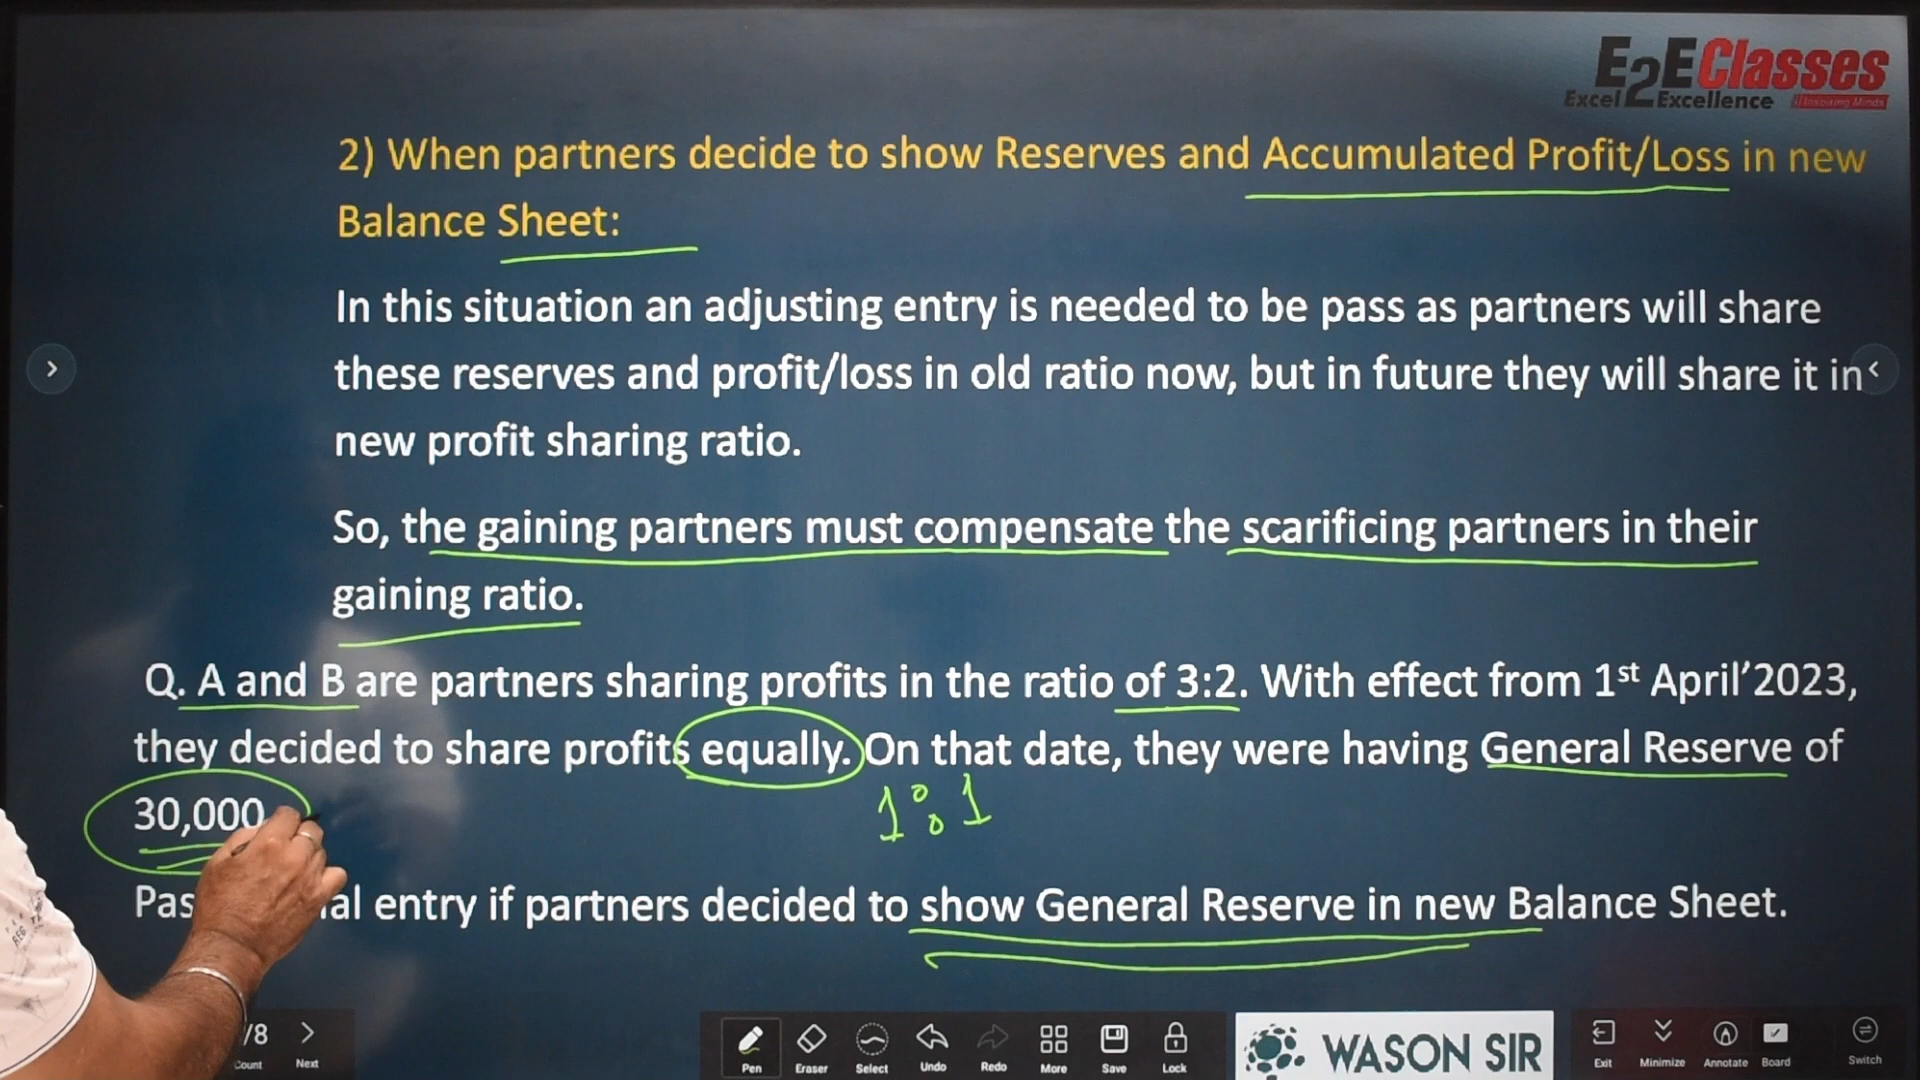 E2EClasses
Excel Excellence Inspiring Minds
2) When partners decide to show Reserves and Accumulated Profit/Loss in new
Balance Sheet:
In this situation an adjusting entry is needed to be pass as partners will share
these reserves and profit/loss in old ratio now, but in future they will share it in
new profit sharing ratio.
So, the gaining partners must compensate the scarificing partners in their
gaining ratio.
Q. A and B are partners sharing profits in the ratio of 3:2. With effect from 1st April'2023,
they decided to share profits equally. On that date, they were having General Reserve of
30,000
1:1
entry if partners decided to show General Reserve in new Balance Sheet.
/8
Count Next
Pen Eraser Select Undo Redo More Save Lock
WASON SIR
Exit Minimize Annotate Board Switch